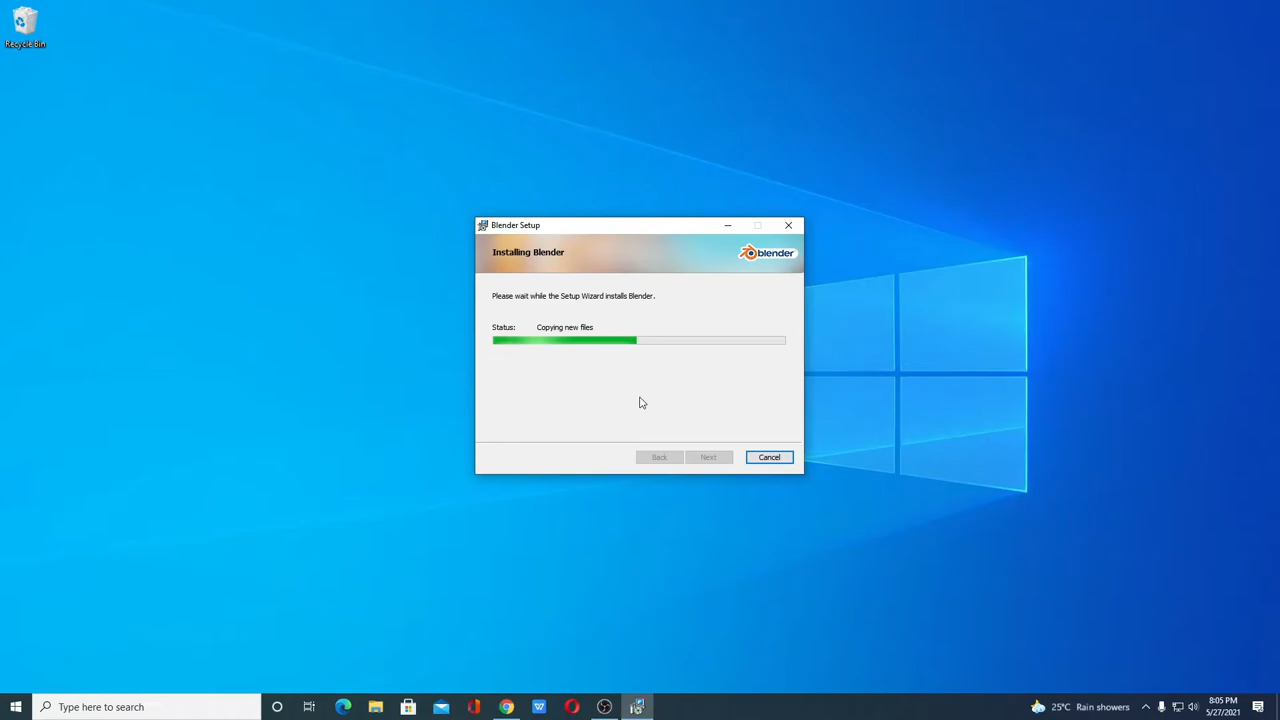 Recycle Bin
Blender Setup
Installing Blender
blender
Please wait while the Setup Wizard installs Blender.
Status: Copying new files
Back Next Cancel
Type here to search
W
25°C Rain showers
8:05 PM
5/27/2021